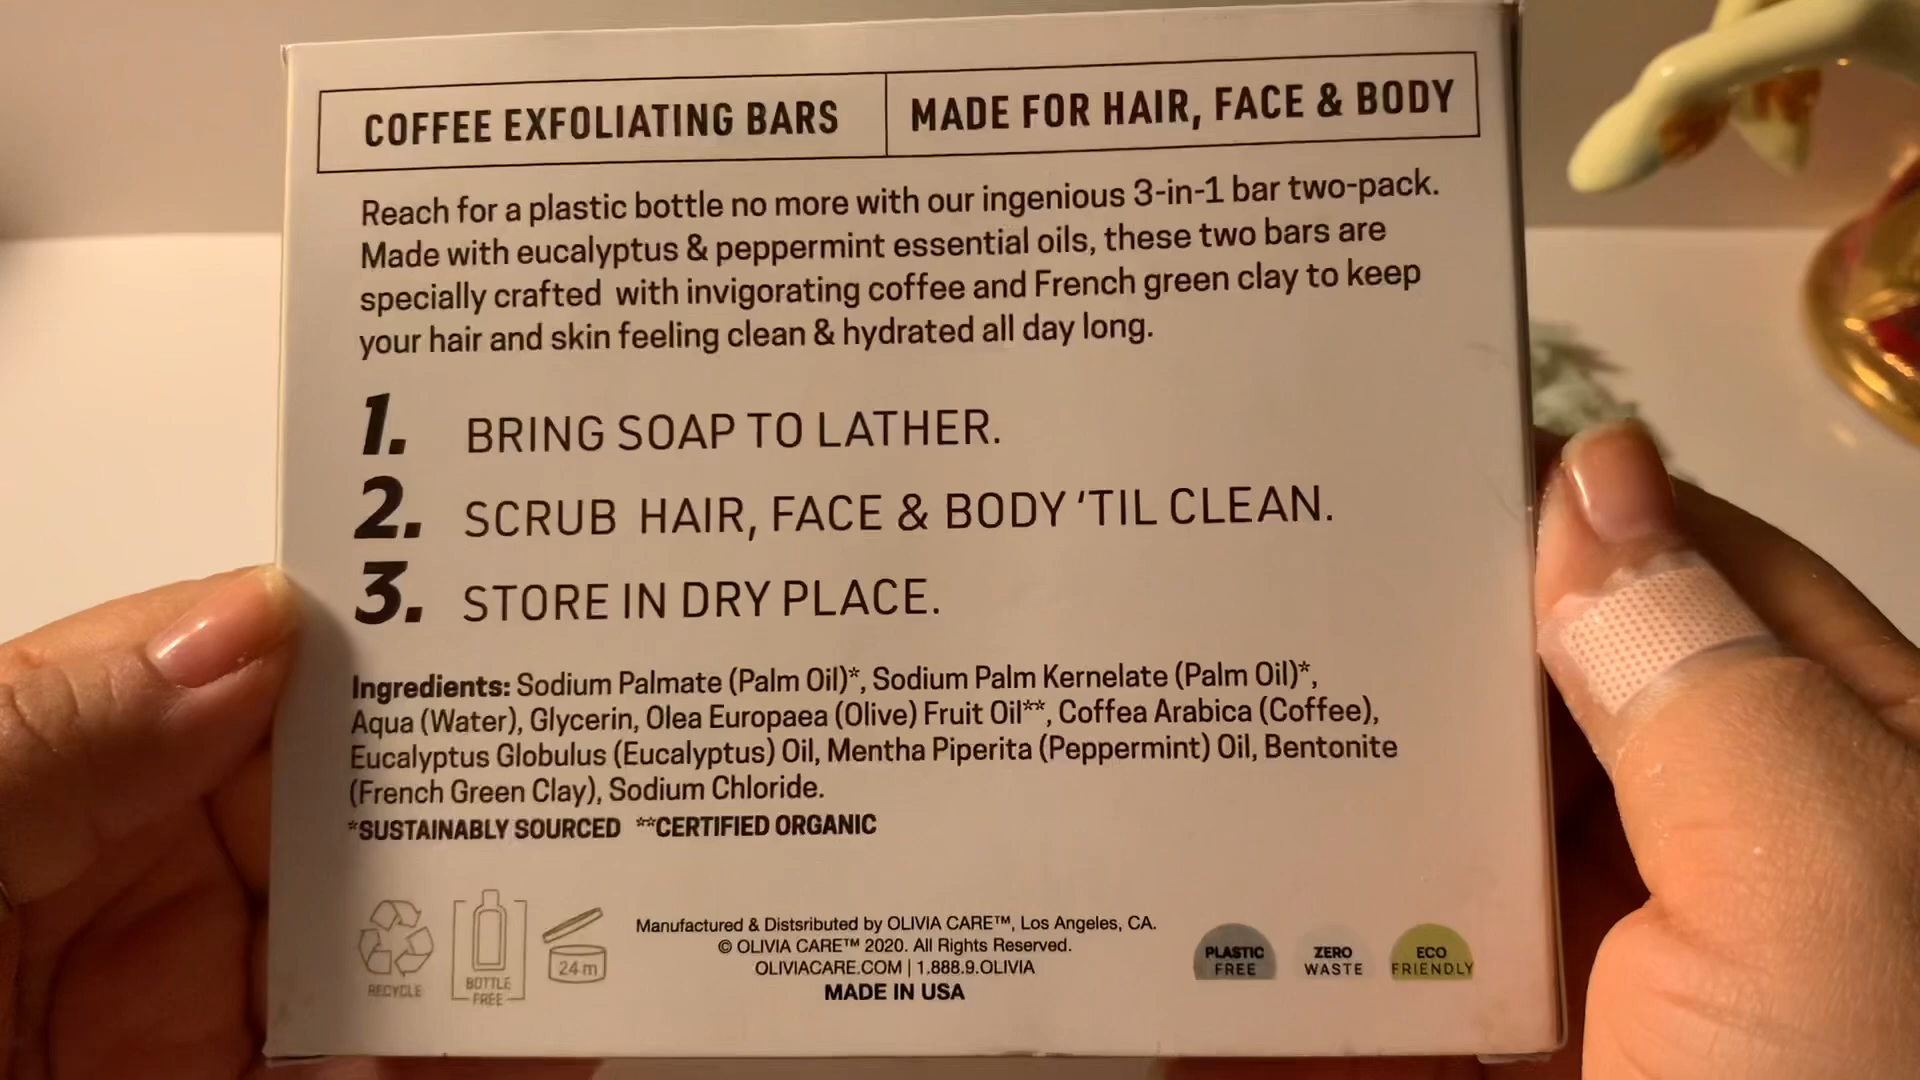 COFFEE EXFOLIATING BARS
MADE FOR HAIR, FACE & BODY
Reach for a plastic bottle no more with our ingenious 3-in-1 bar two-pack.
Made with eucalyptus & peppermint essential oils, these two bars are
specially crafted with invigorating coffee and French green clay to keep
your hair and skin feeling clean & hydrated all day long.
1. BRING SOAP TO LATHER.
2. SCRUB HAIR, FACE & BODY 'TIL CLEAN.
3. STORE IN DRY PLACE.
Ingredients: Sodium Palmate (Palm Oil)*, Sodium Palm Kernelate (Palm Oil)*,
Aqua (Water), Glycerin, Olea Europaea (Olive) Fruit Oil**, Coffea Arabica (Coffee),
Eucalyptus Globulus (Eucalyptus) Oil, Mentha Piperita (Peppermint) Oil, Bentonite
(French Green Clay), Sodium Chloride.
*SUSTAINABLY SOURCED **CERTIFIED ORGANIC
RECYCLE
BOTTLE
FREE
24 m
Manufactured & Distsributed by OLIVIA CARE™, Los Angeles, CA.
© OLIVIA CARE™ 2020. All Rights Reserved.
OLIVIACARE.COM | 1.888.9.OLIVIA
MADE IN USA
PLASTIC
FREE
ZERO
WASTE
ECO
FRIENDLY